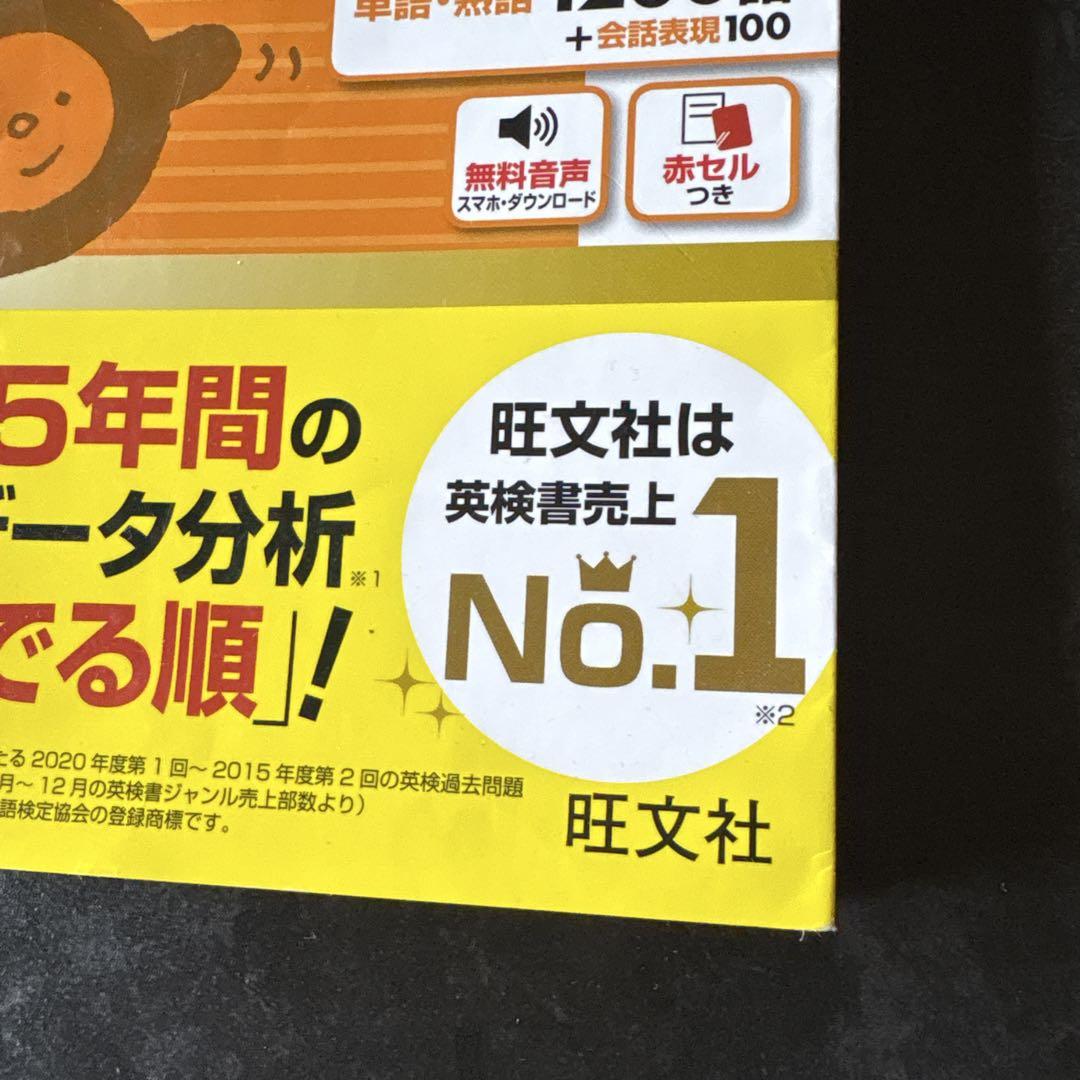 単語・熟語
+会話表現100
無料音声
スマホ・ダウンロード
赤セル
つき
5年間の
データ分析※1
でる順」!
旺文社は
英検書売上
No.1
※2
たる2020年度第1回~2015年度第2回の英検過去問題
月~12月の英検書ジャンル売上部数より)
語検定協会の登録商標です。
旺文社